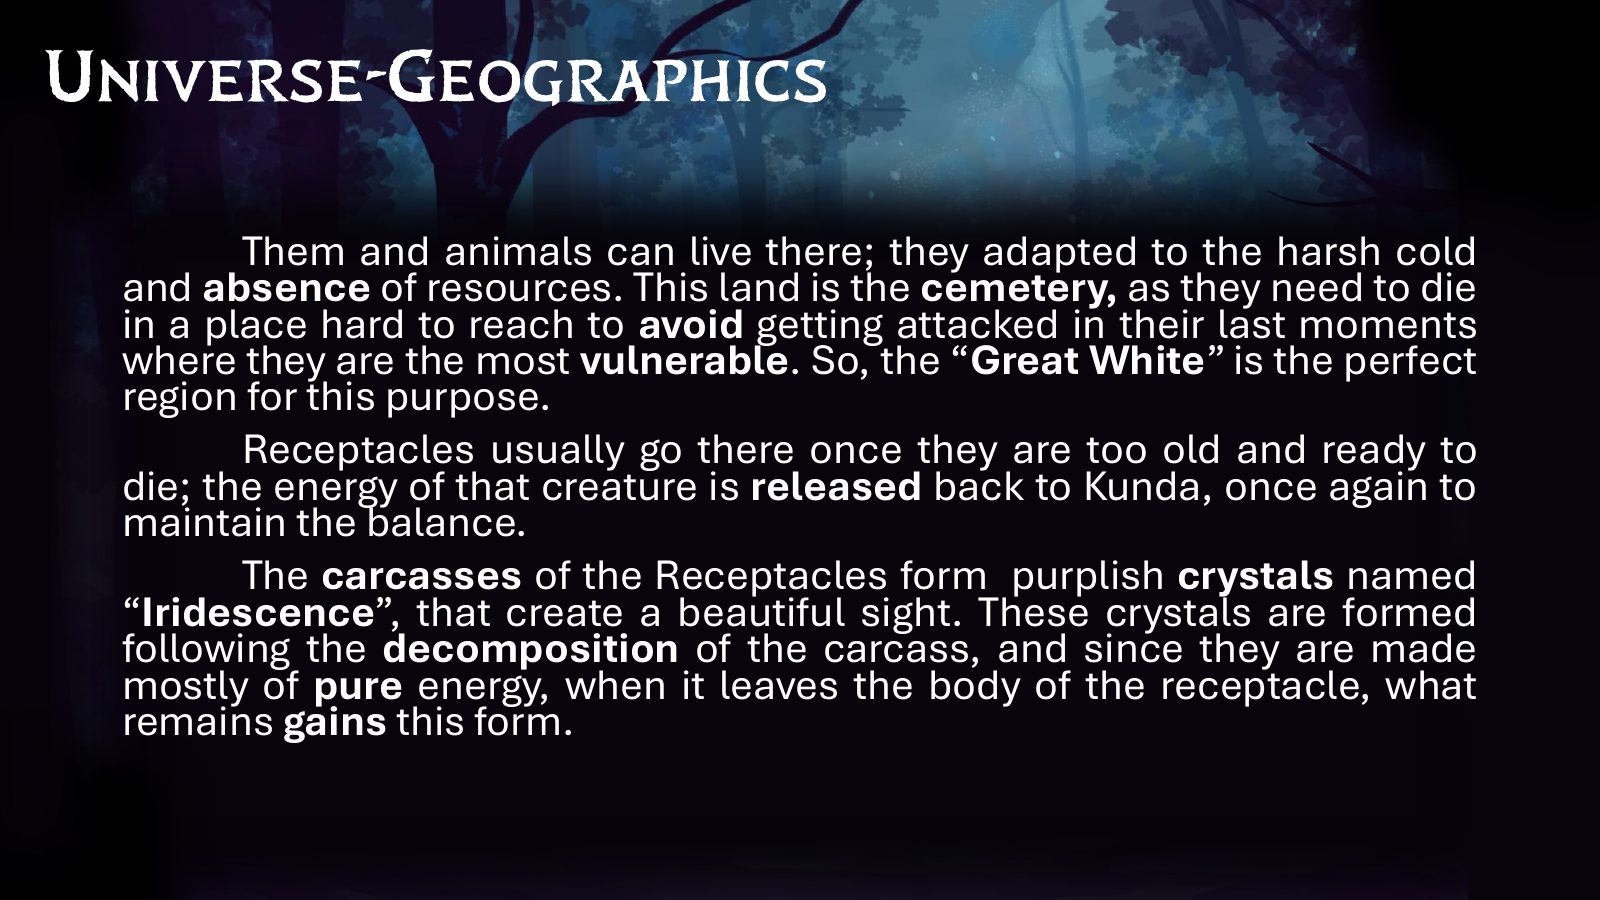 Universe-Geographics
Them and animals can live there; they adapted to the harsh cold
and absence of resources. This land is the cemetery, as they need to die
in a place hard to reach to avoid getting attacked in their last moments
where they are the most vulnerable. So, the “Great White” is the perfect
region for this purpose.
Receptacles usually go there once they are too old and ready to
die; the energy of that creature is released back to Kunda, once again to
maintain the balance.
The carcasses of the Receptacles form  purplish crystals named
“Iridescence”, that create a beautiful sight. These crystals are formed
following the decomposition of the carcass, and since they are made
mostly of pure energy, when it leaves the body of the receptacle, what
remains gains this form.